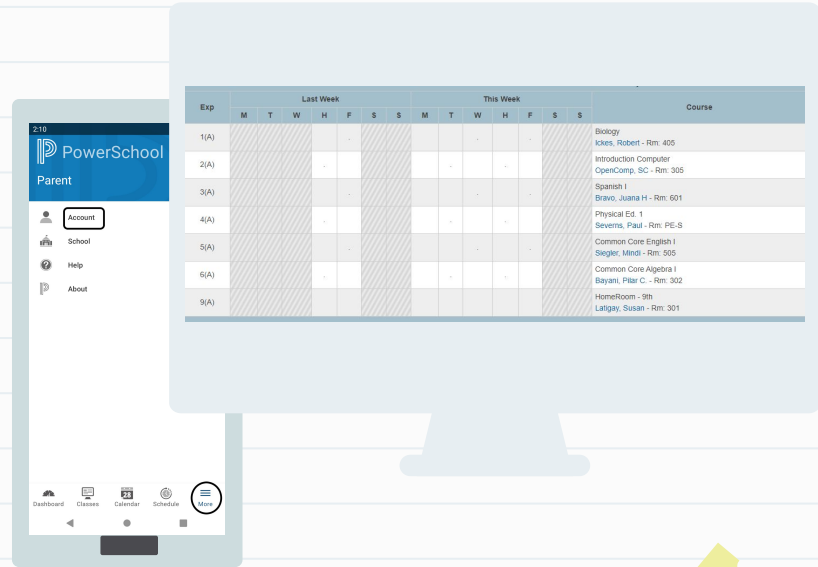 Exp Last Week This Week Course
M T W H F S S M T W H F S S
1(A) Biology
Ickes, Robert - Rm: 405
2(A) Introduction Computer
OpenComp, SC - Rm: 305
3(A) Spanish I
Bravo, Juana H - Rm: 601
4(A) Physical Ed. 1
Severns, Paul - Rm: PE-S
5(A) Common Core English I
Siegler, Mindi - Rm: 505
6(A) Common Core Algebra I
Bayani, Pilar C. - Rm: 302
9(A) HomeRoom - 9th
Latigay, Susan - Rm: 301
2:10
PowerSchool
Parent
Account
School
Help
About
28
Dashboard Classes Calendar Schedule More